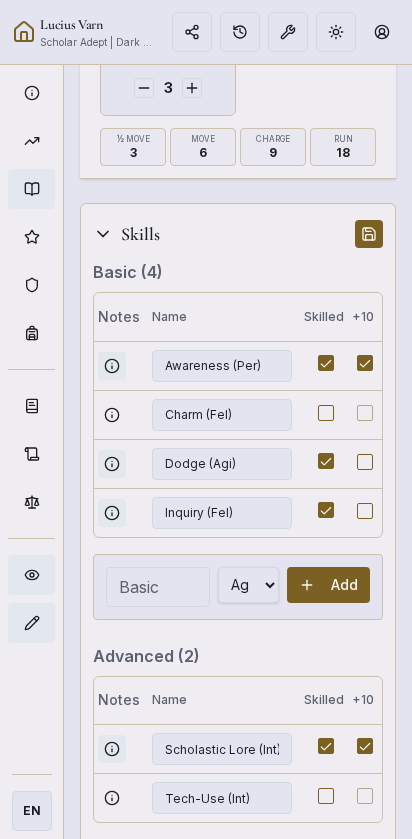 Lucius Varn
Scholar Adept | Dark ...
3
½ MOVE MOVE CHARGE RUN
3 6 9 18
Skills
Basic (4)
Notes Name Skilled +10
Awareness (Per)
Charm (Fel)
Dodge (Agi)
Inquiry (Fel)
Basic Ag Add
Advanced (2)
Notes Name Skilled +10
Scholastic Lore (Int)
Tech-Use (Int)
EN